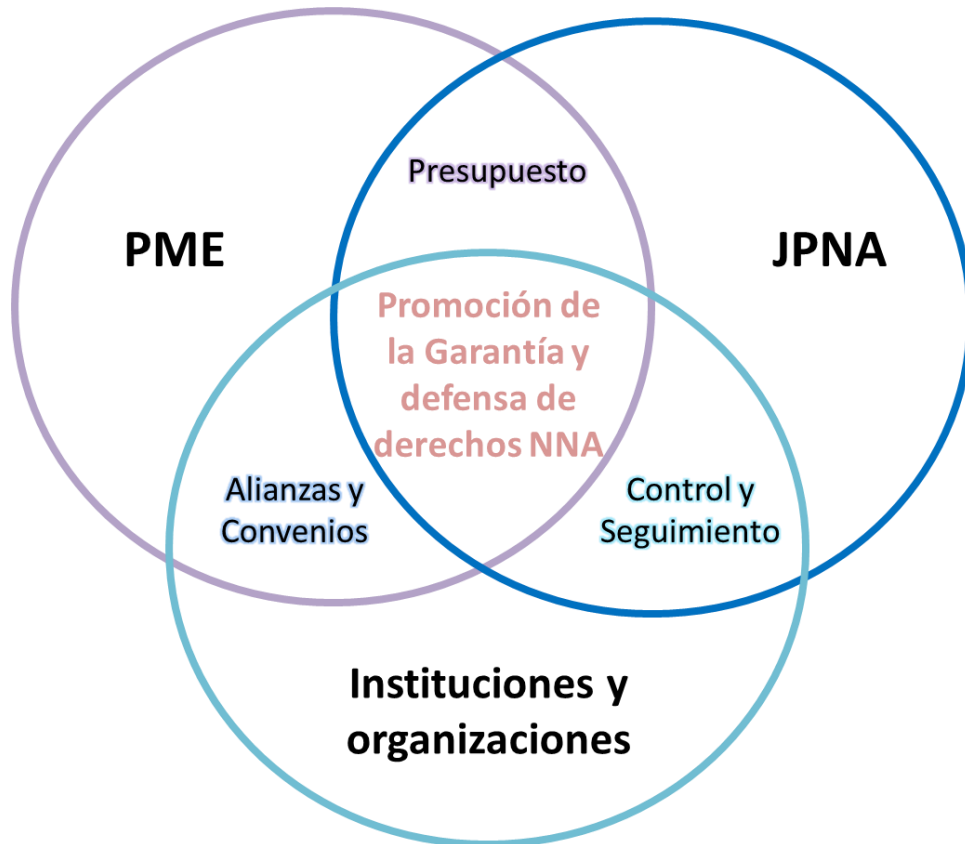 Presupuesto
PME
JPNA
Promoción de
la Garantía y
defensa de
derechos NNA
Alianzas y
Convenios
Control y
Seguimiento
Instituciones y
organizaciones